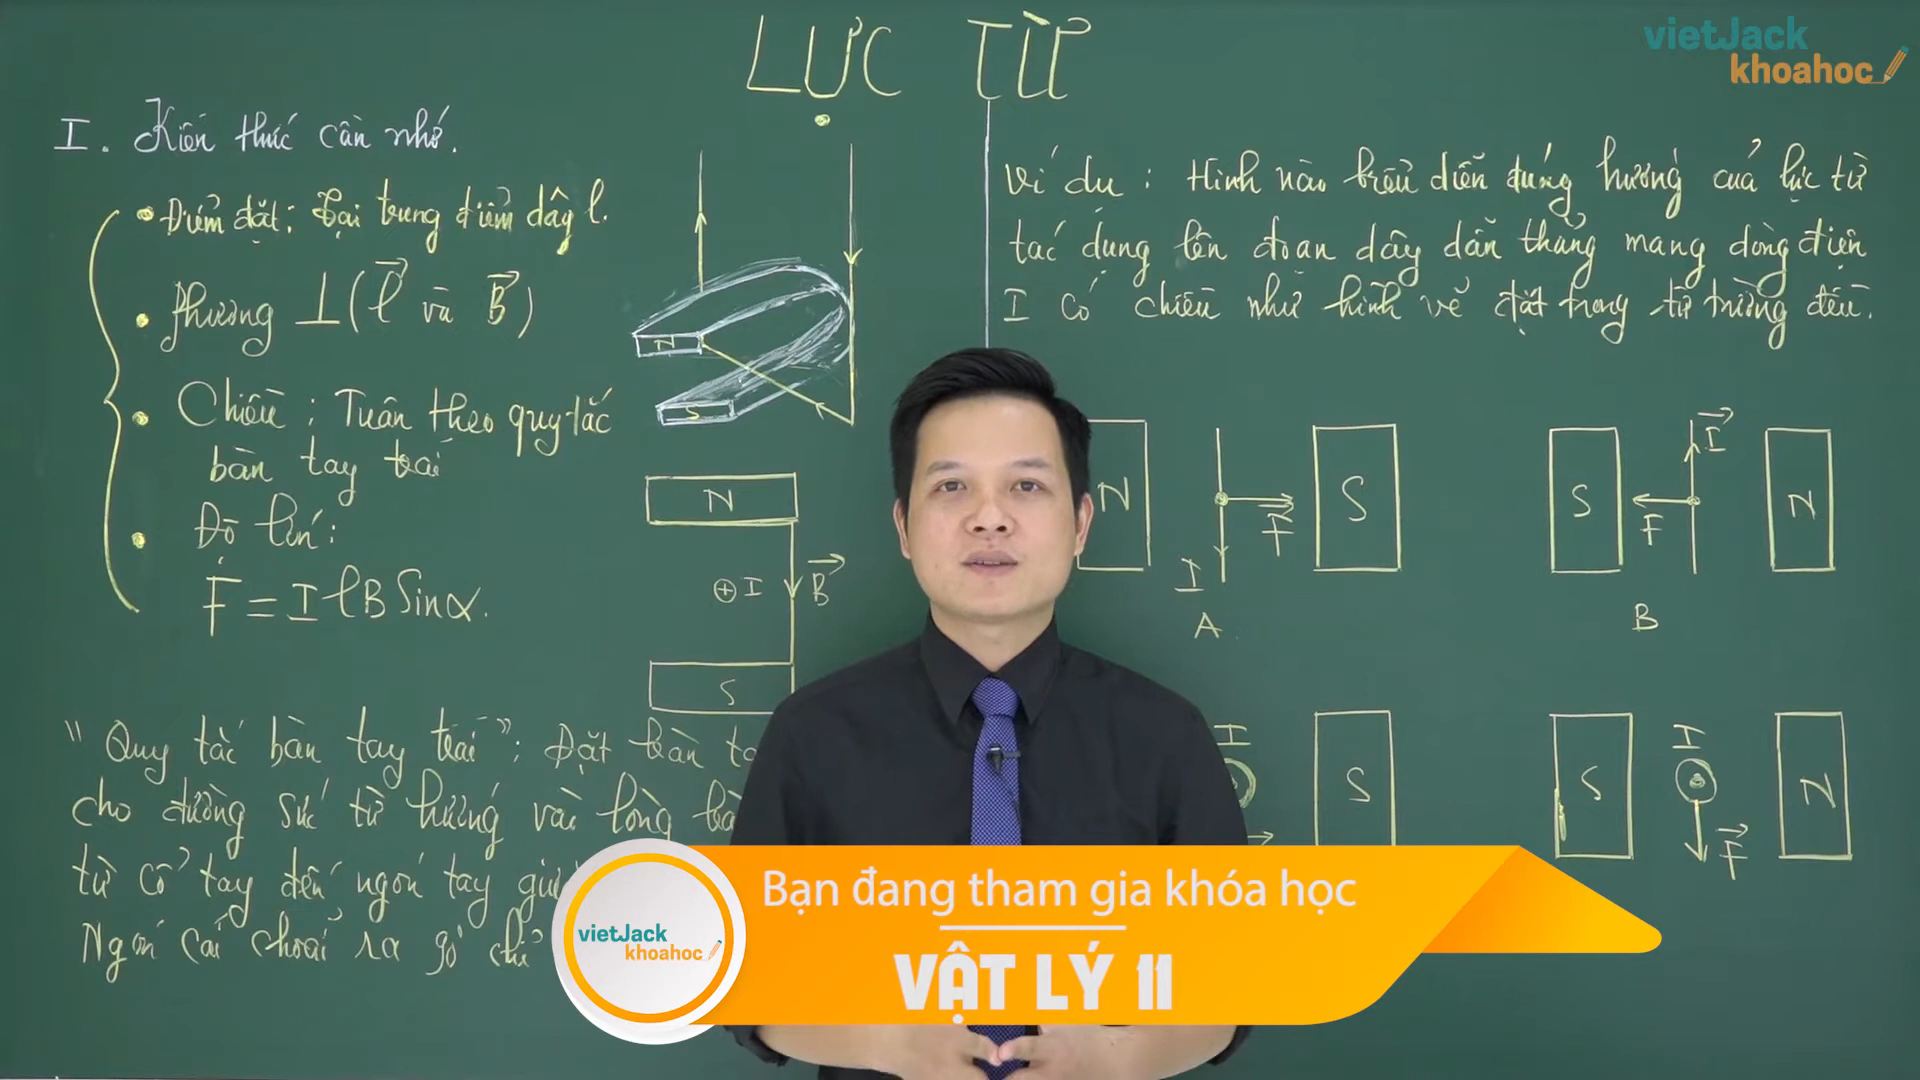 LỰC TỪ
vietJack
khoahoc
I. Kiến thức cần nhớ.
• Điểm đặt: tại trung điểm dây l.
• Phương ⊥ (l⃗ và B⃗)
• Chiều: Tuân theo quy tắc
bàn tay trái
• Độ lớn:
F = I l B Sinα.
N
S
N
⊕ I B⃗
S
"Quy tắc bàn tay trái": Đặt bàn
cho đường sức từ hướng vào lòng
từ cổ tay đến ngón tay
Ngón cái choãi ra chỉ
Ví dụ: Hình nào biểu diễn đúng hướng của lực từ
tác dụng lên đoạn dây dẫn thẳng mang dòng điện
I có chiều như hình vẽ đặt trong từ trường đều.
N F⃗ S
I
A
S F I⃗ N
B
I S
S I N
F⃗
Bạn đang tham gia khóa học
VẬT LÝ 11
vietJack
khoahoc